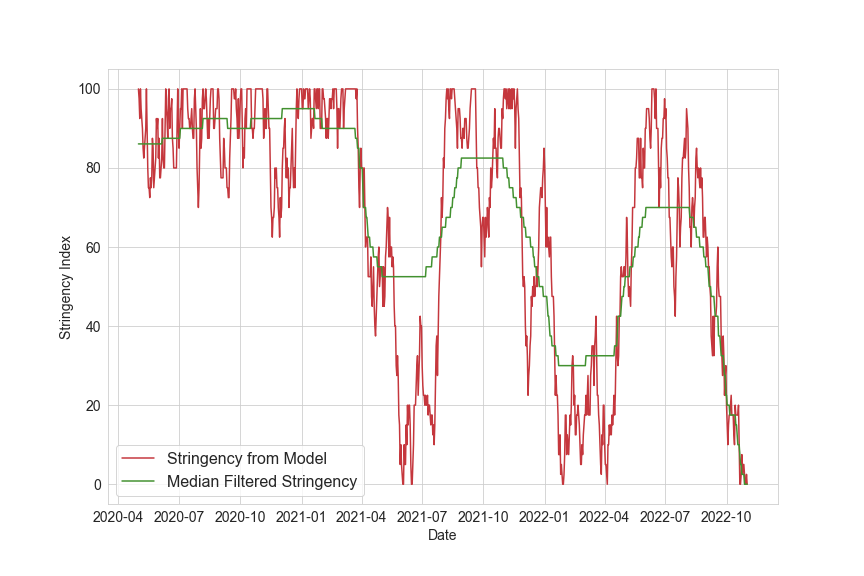 100
80
60
40
20
0
Stringency Index
Stringency from Model
Median Filtered Stringency
2020-04 2020-07 2020-10 2021-01 2021-04 2021-07 2021-10 2022-01 2022-04 2022-07 2022-10
Date